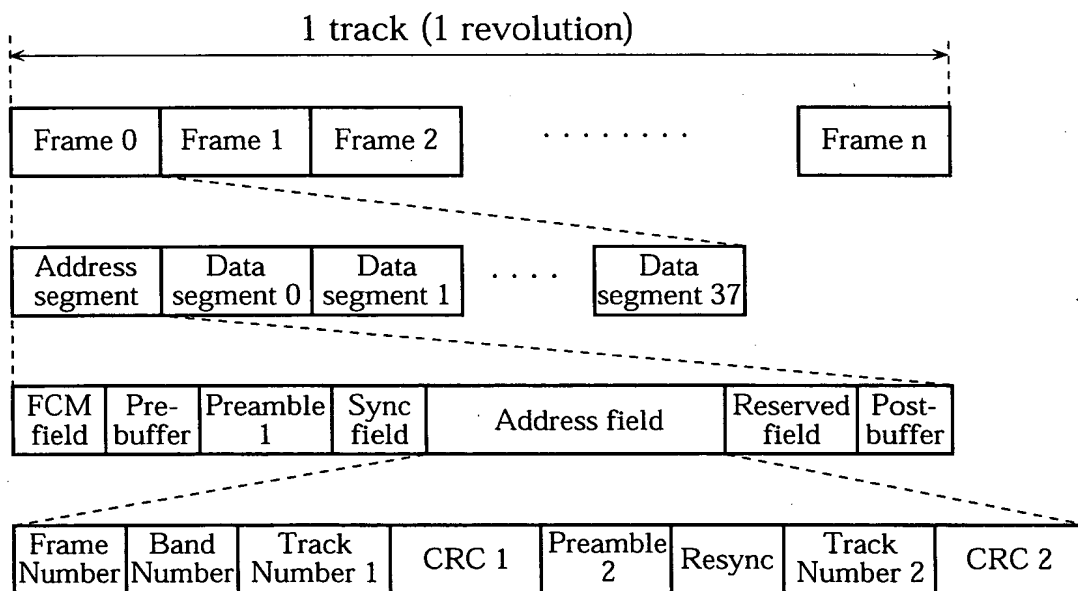 1 track (1 revolution)
Frame 0 Frame 1 Frame 2 ········ Frame n
Address Data Data ···· Data
segment segment 0 segment 1 segment 37
FCM Pre- Preamble Sync Address field Reserved Post-
field buffer 1 field field buffer
Frame Band Track CRC 1 Preamble Resync Track CRC 2
Number Number Number 1 2 Number 2